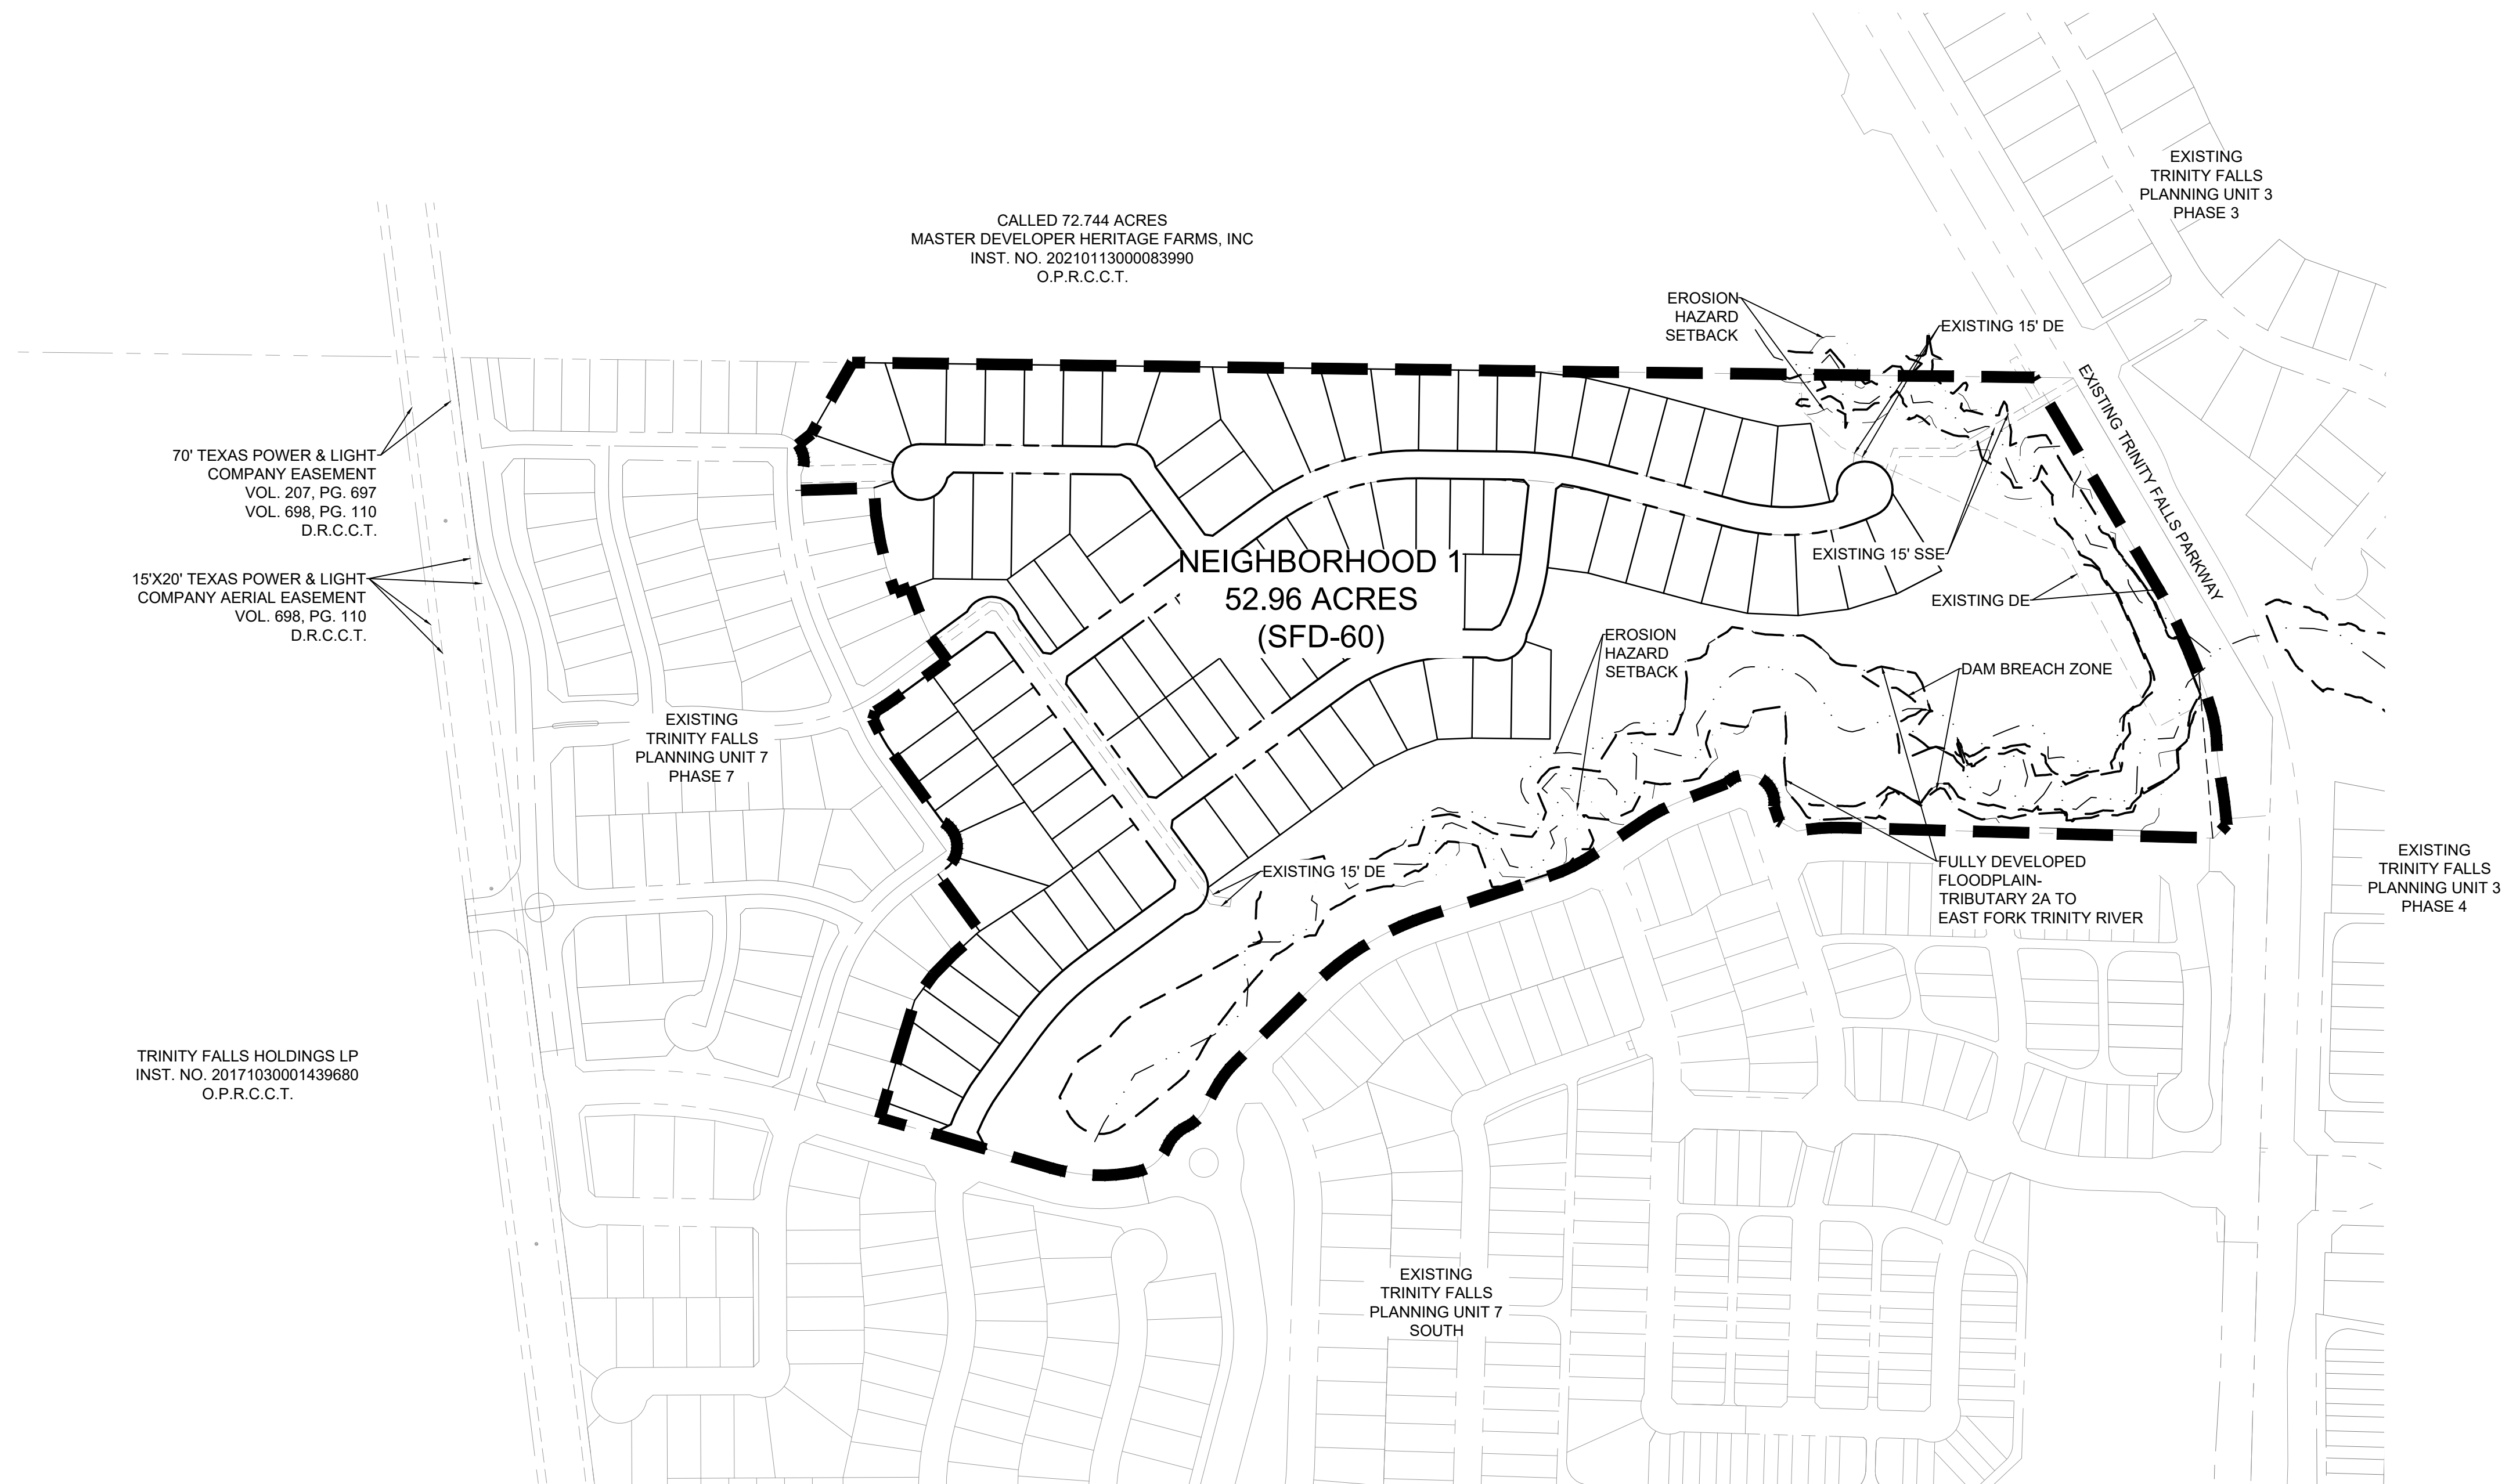 EXISTING
TRINITY FALLS
PLANNING UNIT 3
PHASE 3
CALLED 72.744 ACRES
MASTER DEVELOPER HERITAGE FARMS, INC
INST. NO. 20210113000083990
O.P.R.C.C.T.
EROSION
HAZARD
SETBACK
EXISTING 15' DE
EXISTING TRINITY FALLS PARKWAY
70' TEXAS POWER & LIGHT
COMPANY EASEMENT
VOL. 207, PG. 697
VOL. 698, PG. 110
D.R.C.C.T.
15'X20' TEXAS POWER & LIGHT
COMPANY AERIAL EASEMENT
VOL. 698, PG. 110
D.R.C.C.T.
NEIGHBORHOOD 1
52.96 ACRES
(SFD-60)
EXISTING 15' SSE
EXISTING DE
EROSION
HAZARD
SETBACK
DAM BREACH ZONE
EXISTING
TRINITY FALLS
PLANNING UNIT 7
PHASE 7
EXISTING 15' DE
FULLY DEVELOPED
FLOODPLAIN-
TRIBUTARY 2A TO
EAST FORK TRINITY RIVER
EXISTING
TRINITY FALLS
PLANNING UNIT 3
PHASE 4
TRINITY FALLS HOLDINGS LP
INST. NO. 20171030001439680
O.P.R.C.C.T.
EXISTING
TRINITY FALLS
PLANNING UNIT 7
SOUTH